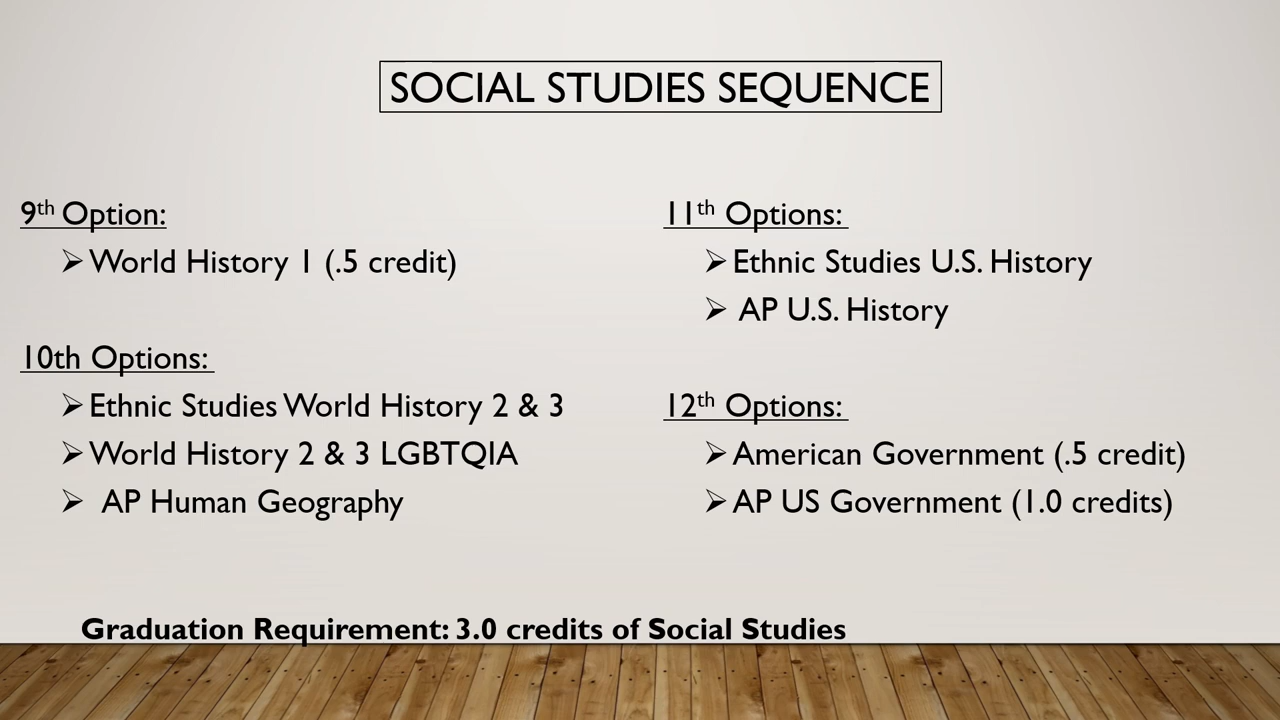 SOCIAL STUDIES SEQUENCE
9th Option:
➢World History 1 (.5 credit)
10th Options:
➢Ethnic Studies World History 2 & 3
➢World History 2 & 3 LGBTQIA
➢ AP Human Geography
11th Options:
➢Ethnic Studies U.S. History
➢ AP U.S. History
12th Options:
➢American Government (.5 credit)
➢AP US Government (1.0 credits)
Graduation Requirement: 3.0 credits of Social Studies